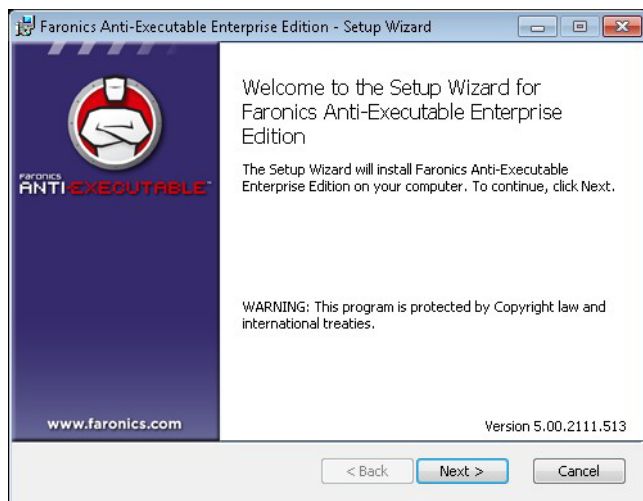 Faronics Anti-Executable Enterprise Edition - Setup Wizard
Welcome to the Setup Wizard for
Faronics Anti-Executable Enterprise
Edition
The Setup Wizard will install Faronics Anti-Executable
Enterprise Edition on your computer. To continue, click Next.
FARONICS
ANTI-EXECUTABLE™
WARNING: This program is protected by Copyright law and
international treaties.
www.faronics.com
Version 5.00.2111.513
< Back
Next >
Cancel